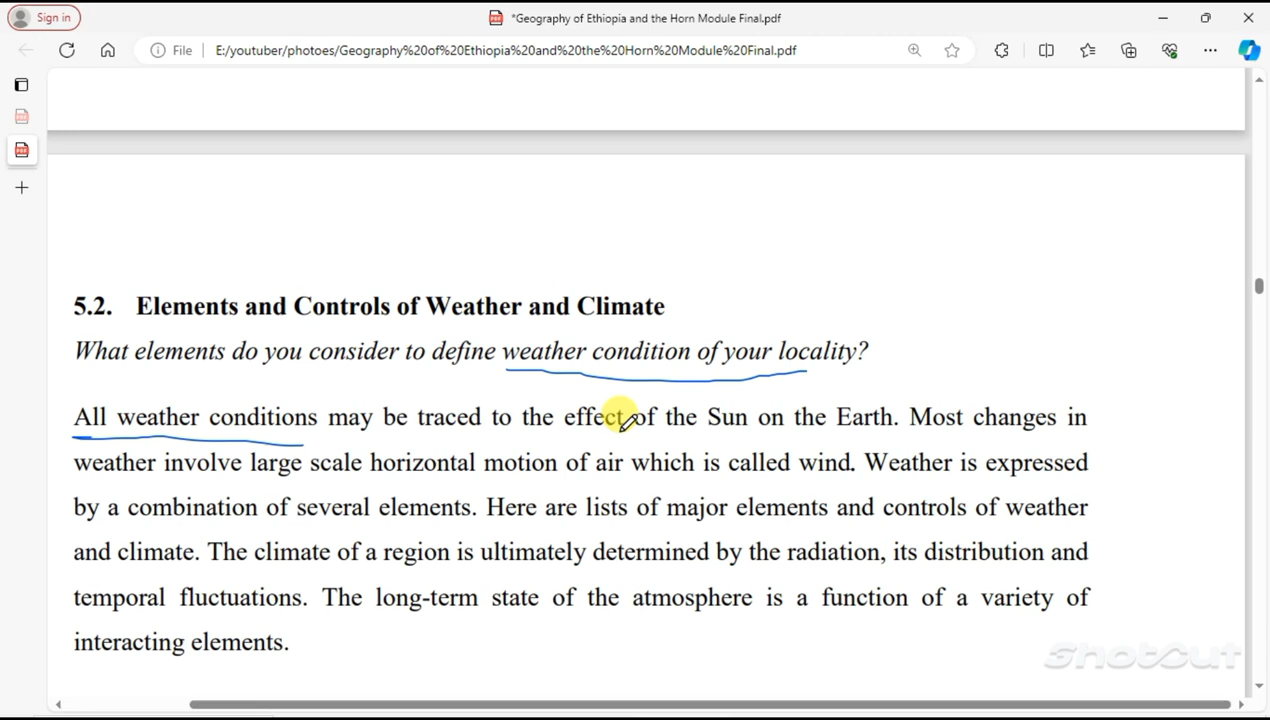 Sign in
*Geography of Ethiopia and the Horn Module Final.pdf
File
E:/youtuber/photoes/Geography%20of%20Ethiopia%20and%20the%20Horn%20Module%20Final.pdf
5.2. Elements and Controls of Weather and Climate
What elements do you consider to define weather condition of your locality?
All weather conditions may be traced to the effect of the Sun on the Earth. Most changes in
weather involve large scale horizontal motion of air which is called wind. Weather is expressed
by a combination of several elements. Here are lists of major elements and controls of weather
and climate. The climate of a region is ultimately determined by the radiation, its distribution and
temporal fluctuations. The long-term state of the atmosphere is a function of a variety of
interacting elements.
Shotcut